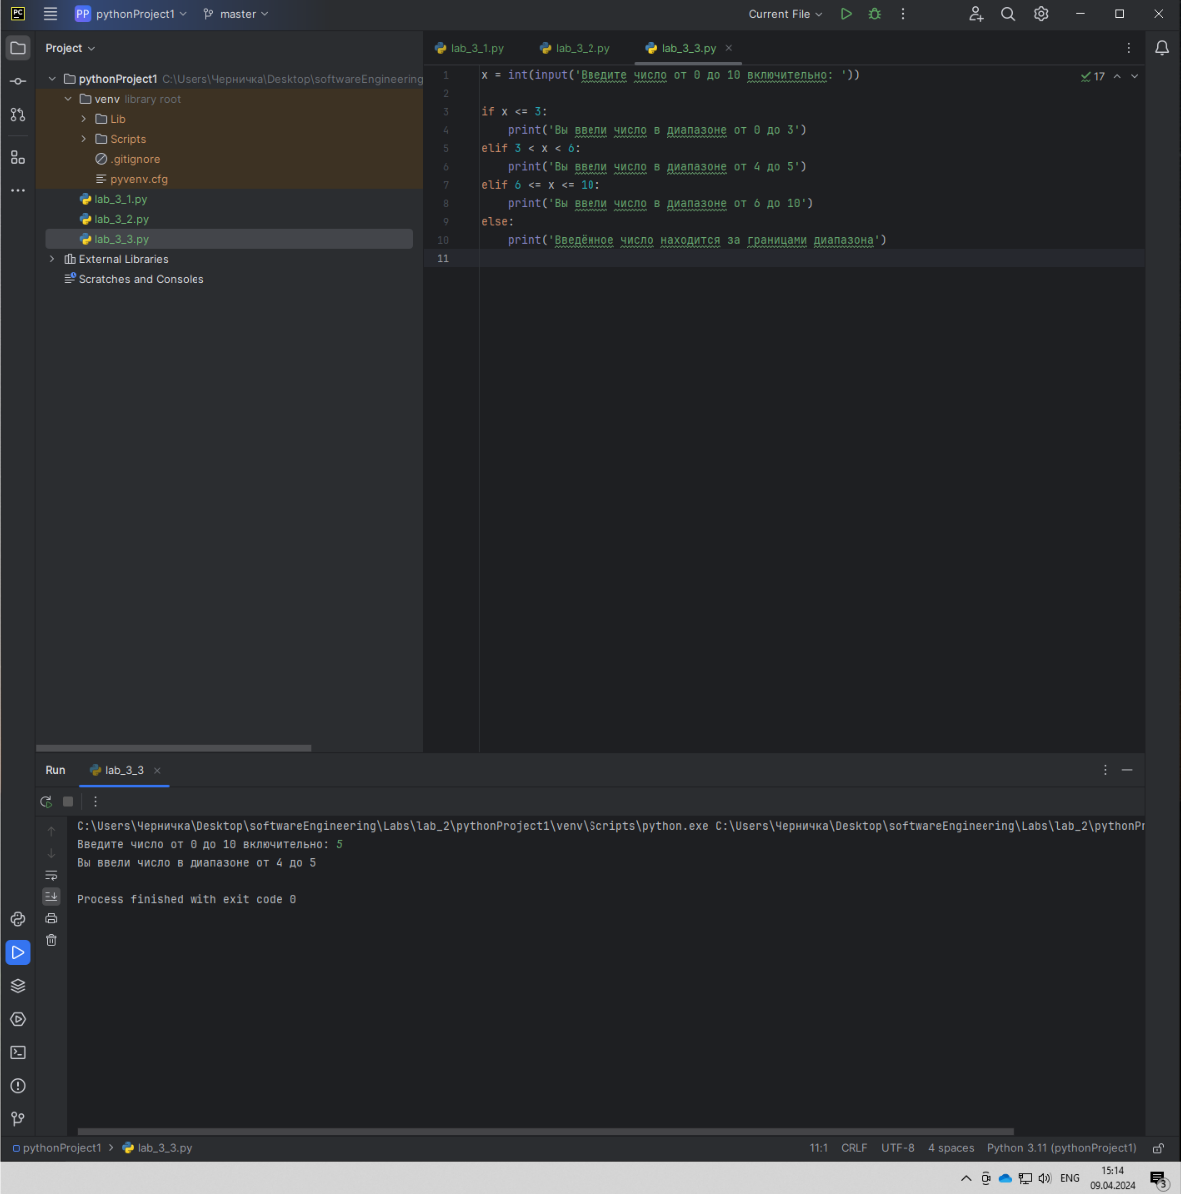 PC PP pythonProject1 master Current File
Project
lab_3_1.py lab_3_2.py lab_3_3.py
pythonProject1 C:\Users\Черничка\Desktop\softwareEngineering
venv library root
Lib
Scripts
.gitignore
pyvenv.cfg
lab_3_1.py
lab_3_2.py
lab_3_3.py
External Libraries
Scratches and Consoles
17
1 x = int(input('Введите число от 0 до 10 включительно: '))
2
3 if x <= 3:
4 print('Вы ввели число в диапазоне от 0 до 3')
5 elif 3 < x < 6:
6 print('Вы ввели число в диапазоне от 4 до 5')
7 elif 6 <= x <= 10:
8 print('Вы ввели число в диапазоне от 6 до 10')
9 else:
10 print('Введённое число находится за границами диапазона')
11
Run lab_3_3
C:\Users\Черничка\Desktop\softwareEngineering\Labs\lab_2\pythonProject1\venv\Scripts\python.exe C:\Users\Черничка\Desktop\softwareEngineering\Labs\lab_2\pythonPr
Введите число от 0 до 10 включительно: 5
Вы ввели число в диапазоне от 4 до 5
Process finished with exit code 0
pythonProject1 > lab_3_3.py 11:1 CRLF UTF-8 4 spaces Python 3.11 (pythonProject1)
ENG 15:14
09.04.2024 3